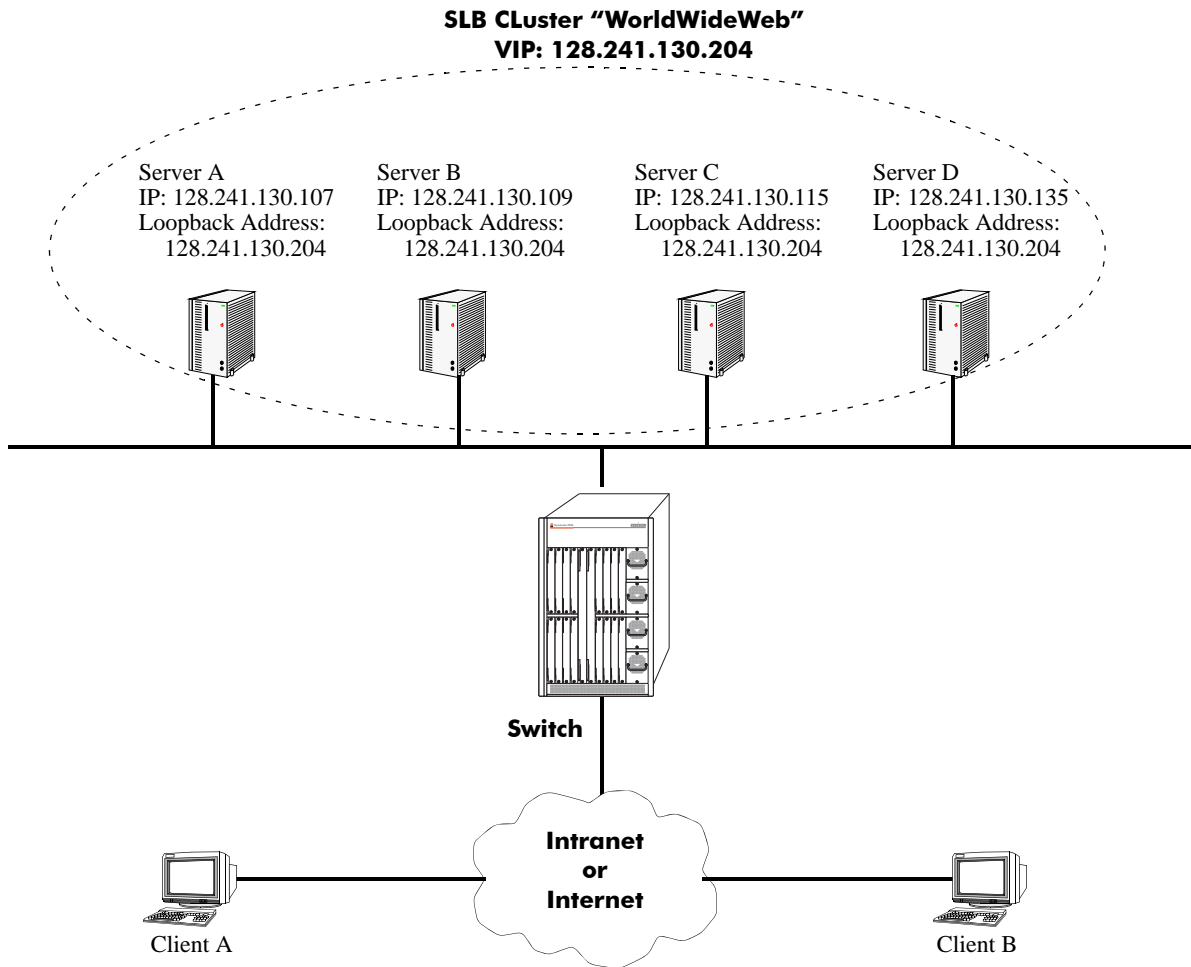 SLB CLuster “WorldWideWeb”
VIP: 128.241.130.204
Server A
IP: 128.241.130.107
Loopback Address:
128.241.130.204
Server B
IP: 128.241.130.109
Loopback Address:
128.241.130.204
Server C
IP: 128.241.130.115
Loopback Address:
128.241.130.204
Server D
IP: 128.241.130.135
Loopback Address:
128.241.130.204
Switch
Intranet
or
Internet
Client A
Client B